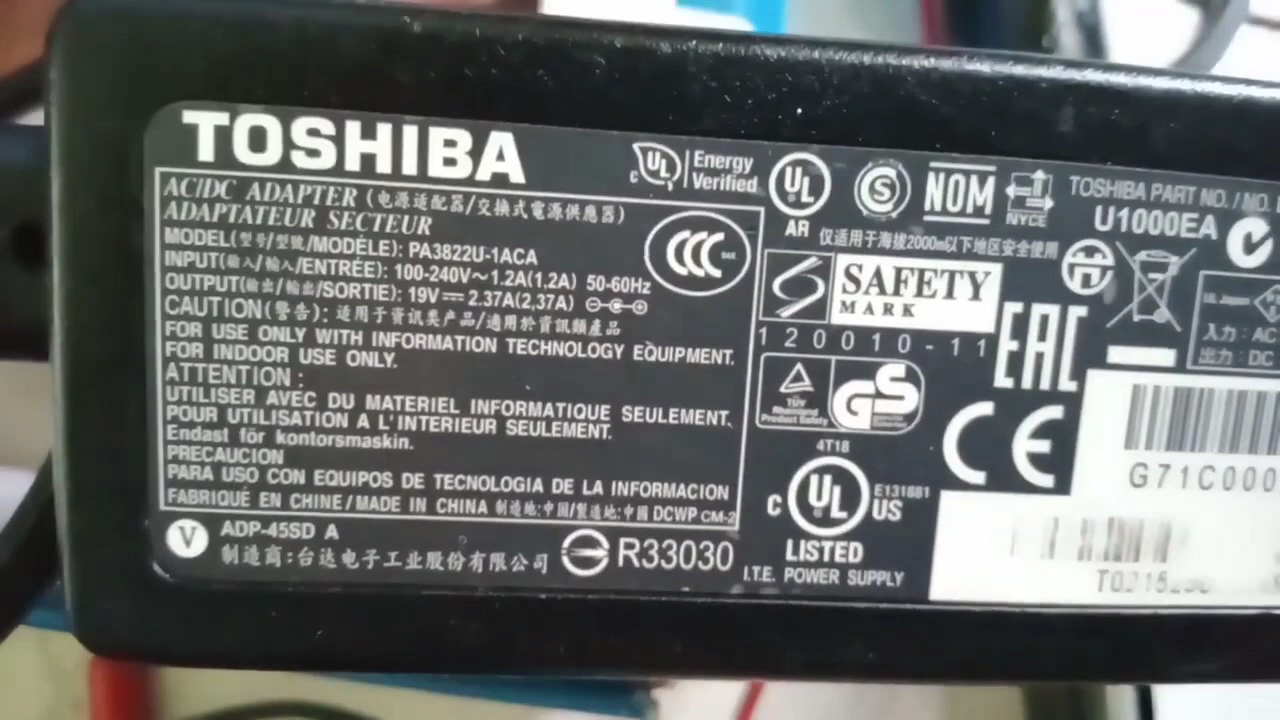 TOSHIBA
AC/DC ADAPTER (电源适配器/交換式電源供應器)
ADAPTATEUR SECTEUR
MODEL(型号/型號/MODÈLE): PA3822U-1ACA
INPUT(输入/輸入/ENTRÉE): 100-240V～1.2A(1,2A) 50-60Hz
OUTPUT(输出/輸出/SORTIE): 19V⎓2.37A(2,37A)
CAUTION(警告): 适用于資訊类产品/適用於資訊類產品
FOR USE ONLY WITH INFORMATION TECHNOLOGY EQUIPMENT.
FOR INDOOR USE ONLY.
ATTENTION :
UTILISER AVEC DU MATERIEL INFORMATIQUE SEULEMENT.
POUR UTILISATION A L'INTERIEUR SEULEMENT.
Endast för kontorsmaskin.
PRECAUCION
PARA USO CON EQUIPOS DE TECNOLOGIA DE LA INFORMACION
FABRIQUÉ EN CHINE/MADE IN CHINA 制造地:中国/製造地:中國 DCWP CM-2
V ADP-45SD A
制造商:台达电子工业股份有限公司
R33030
c UL Energy Verified
UL AR
S
NOM
NYCE
CCC
仅适用于海拔2000m以下地区安全使用
SAFETY
MARK
120010-11
TÜV
Rheinland
Product Safety
GS
4T18
c UL US
E131881
LISTED
I.T.E. POWER SUPPLY
EAC
CE
TOSHIBA PART NO. / NO.
U1000EA
UL Japan
入力: AC
出力: DC
G71C000